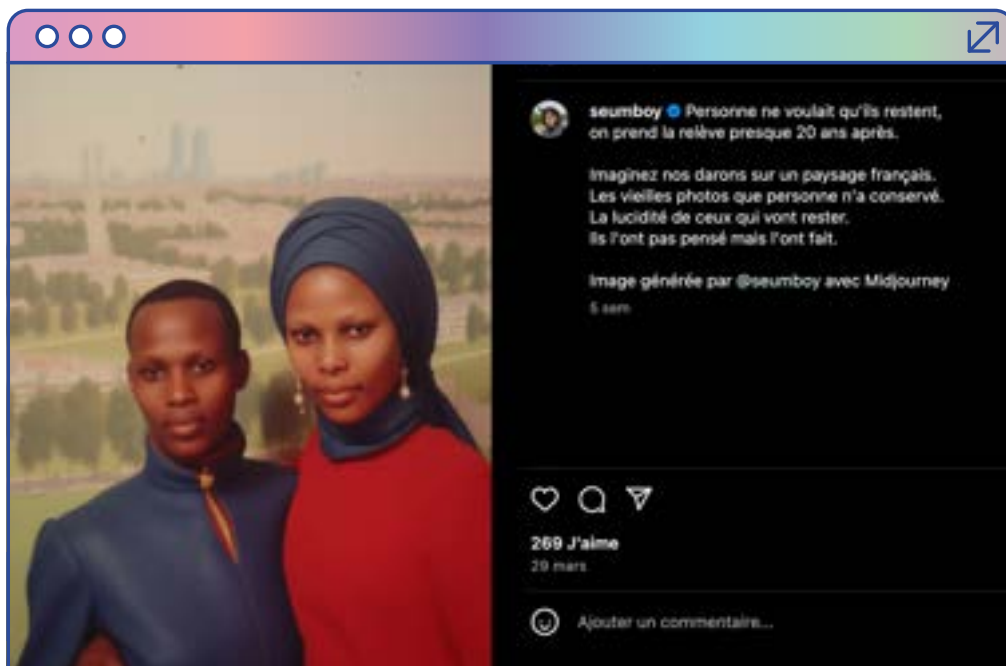 seumboy Personne ne voulait qu'ils restent,
on prend la relève presque 20 ans après.
Imaginez nos darons sur un paysage français.
Les vieilles photos que personne n'a conservé.
La lucidité de ceux qui vont rester.
Ils l'ont pas pensé mais l'ont fait.
Image générée par @seumboy avec Midjourney
5 sem
269 J'aime
29 mars
Ajouter un commentaire...